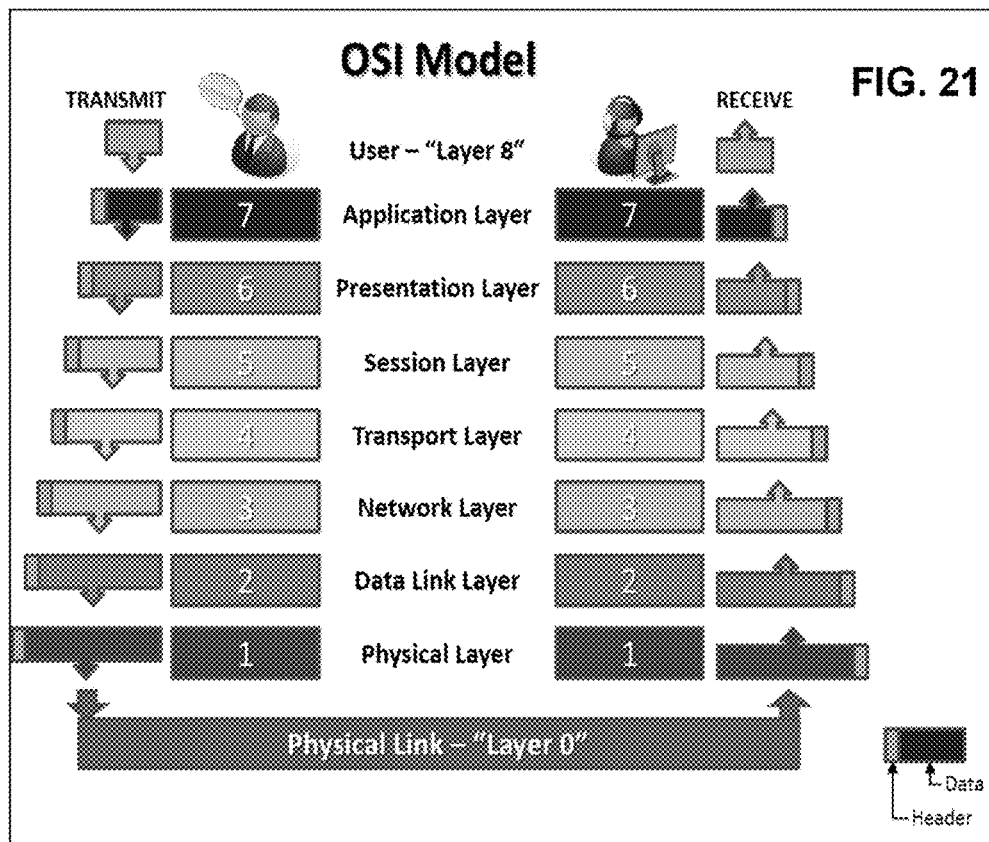 OSI Model
FIG. 21
TRANSMIT
RECEIVE
User – "Layer 8"
7 Application Layer 7
6 Presentation Layer 6
5 Session Layer 5
4 Transport Layer 4
3 Network Layer 3
2 Data Link Layer 2
1 Physical Layer 1
Physical Link – "Layer 0"
Data
Header